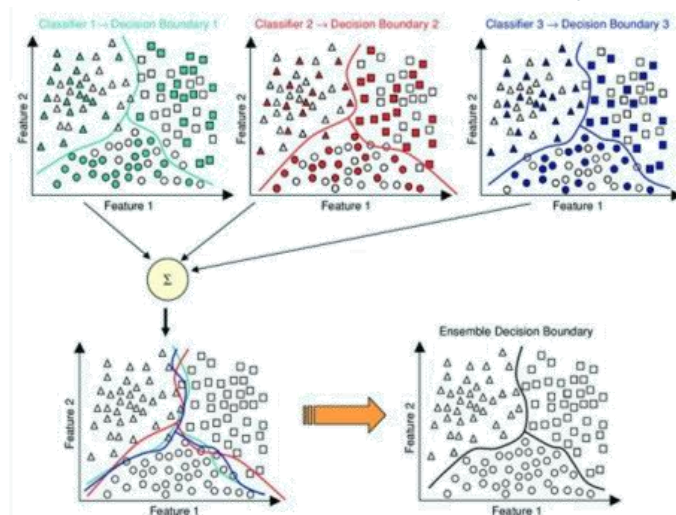 Classifier 1 → Decision Boundary 1
Classifier 2 → Decision Boundary 2
Classifier 3 → Decision Boundary 3
Feature 2
Feature 1
Feature 2
Feature 1
Feature 2
Feature 1
Σ
Ensemble Decision Boundary
Feature 2
Feature 1
Feature 2
Feature 1